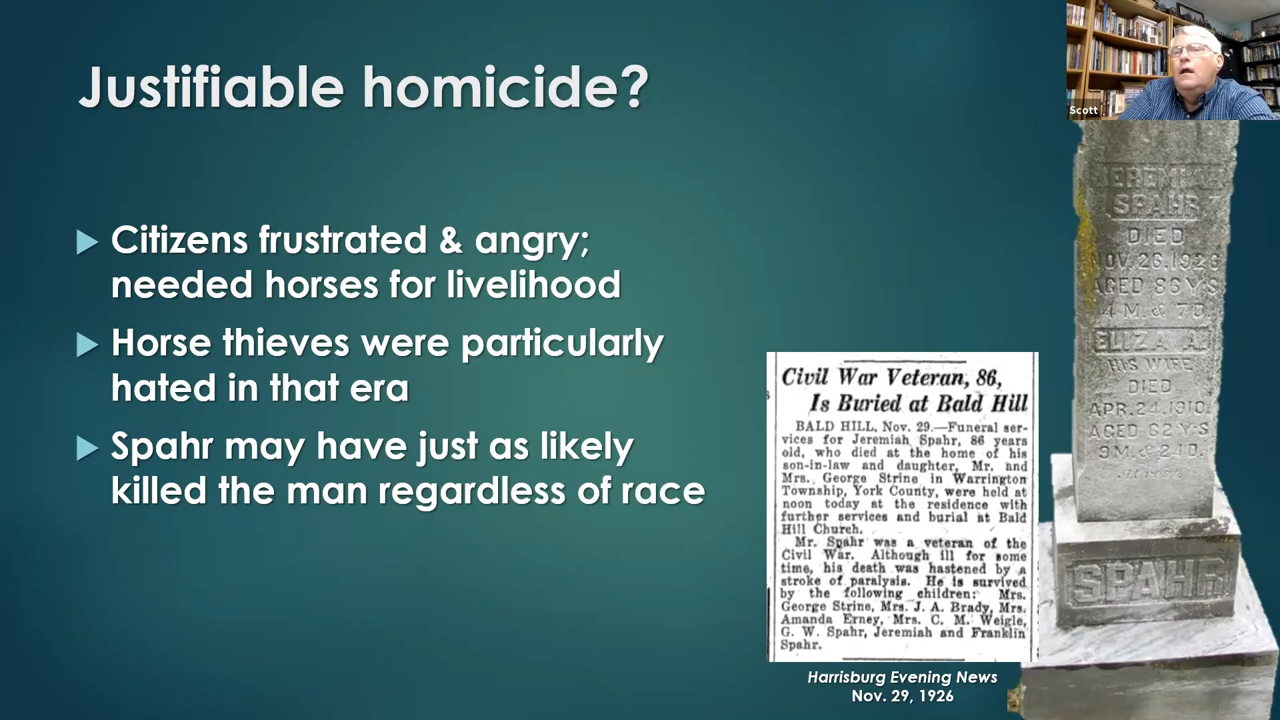 Justifiable homicide?
Citizens frustrated & angry;
needed horses for livelihood
Horse thieves were particularly
hated in that era
Spahr may have just as likely
killed the man regardless of race
Scott
Civil War Veteran, 86,
Is Buried at Bald Hill
BALD HILL, Nov. 29.—Funeral ser-
vices for Jeremiah Spahr, 86 years
old, who died at the home of his
son-in-law and daughter, Mr. and
Mrs. George Strine in Warrington
Township, York County, were held at
noon today at the residence with
further services and burial at Bald
Hill Church.
Mr. Spahr was a veteran of the
Civil War. Although ill for some
time, his death was hastened by a
stroke of paralysis. He is survived
by the following children: Mrs.
George Strine, Mrs. J. A. Brady, Mrs.
Amanda Erney, Mrs. C. M. Weigle,
G. W. Spahr, Jeremiah and Franklin
Spahr.
Harrisburg Evening News
Nov. 29, 1926
JEREMIAH
SPAHR
DIED
NOV. 26. 1926
AGED 86 YS
4 M. & 7 D.
ELIZA A.
HIS WIFE
DIED
APR. 24. 1910.
AGED 62 YS
9 M. & 21 D.
SPAHR